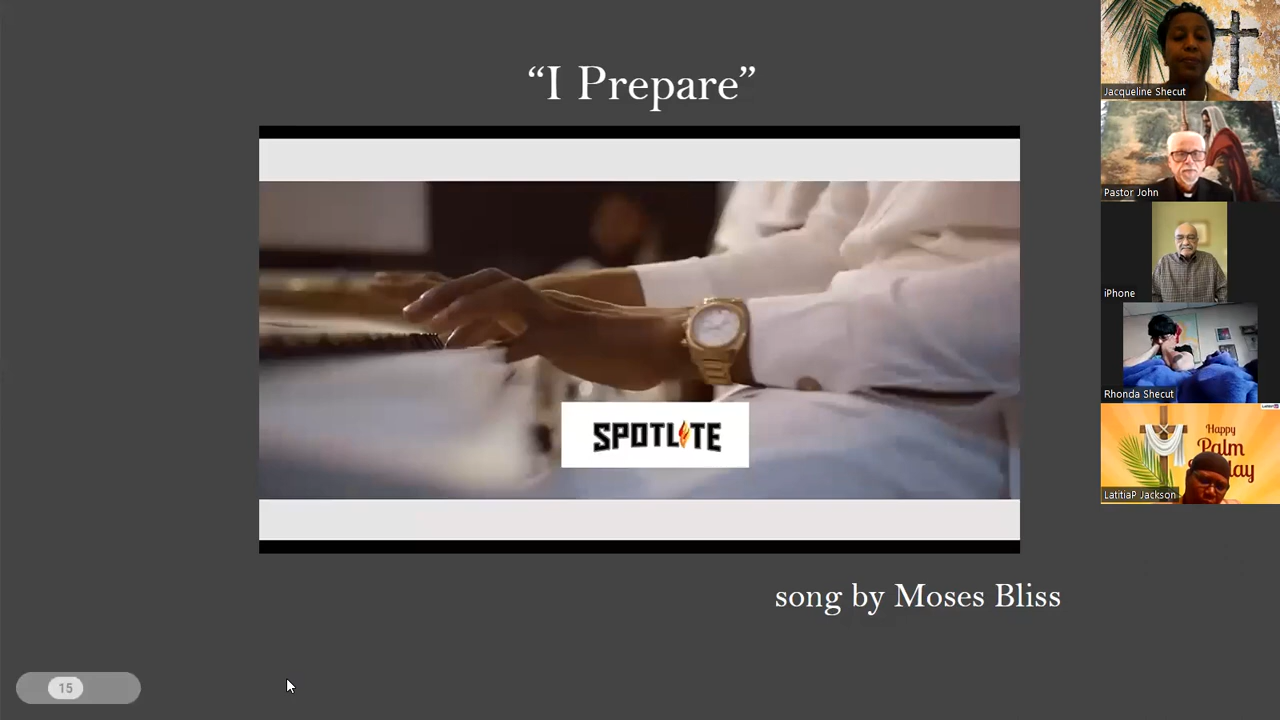 “I Prepare”
SPOTLITE
song by Moses Bliss
15
Jacqueline Shecut
Pastor John
iPhone
Rhonda Shecut
Happy
Palm
LatitiaP Jackson